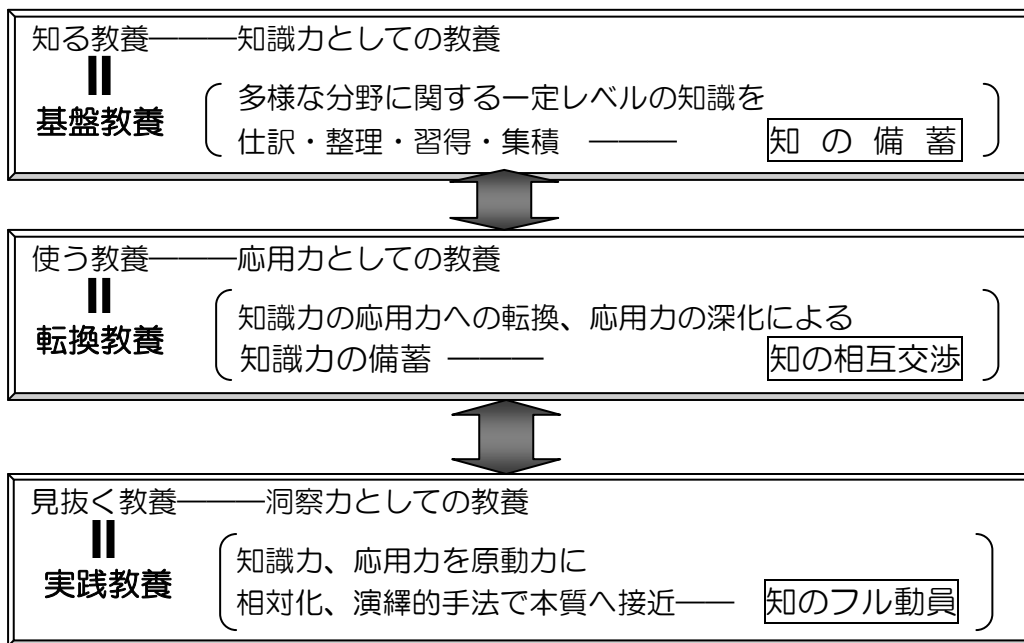 知る教養―――知識力としての教養
=
基盤教養
多様な分野に関する一定レベルの知識を
仕訳・整理・習得・集積 ――― 知の備蓄
使う教養―――応用力としての教養
=
転換教養
知識力の応用力への転換、応用力の深化による
知識力の備蓄 ――― 知の相互交渉
見抜く教養―――洞察力としての教養
=
実践教養
知識力、応用力を原動力に
相対化、演繹的手法で本質へ接近―― 知のフル動員